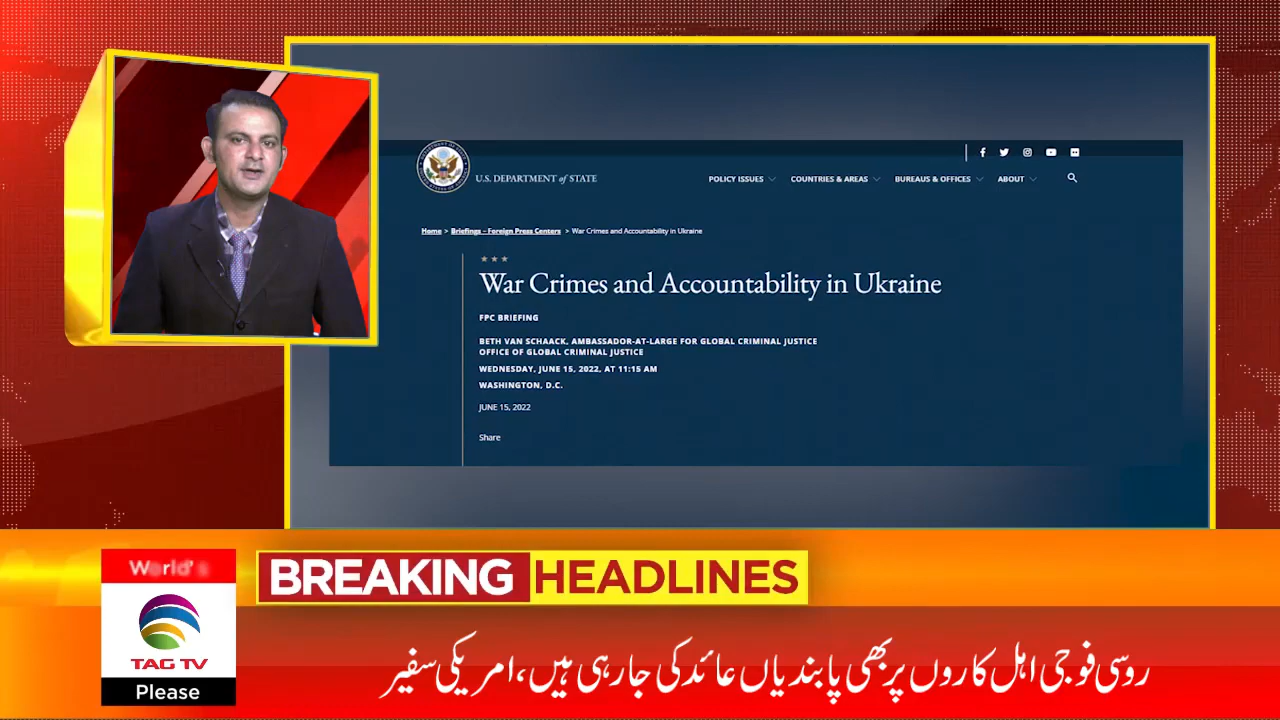 U.S. DEPARTMENT of STATE
POLICY ISSUES COUNTRIES & AREAS BUREAUS & OFFICES ABOUT
Home > Briefings – Foreign Press Centers > War Crimes and Accountability in Ukraine
War Crimes and Accountability in Ukraine
FPC BRIEFING
BETH VAN SCHAACK, AMBASSADOR-AT-LARGE FOR GLOBAL CRIMINAL JUSTICE
OFFICE OF GLOBAL CRIMINAL JUSTICE
WEDNESDAY, JUNE 15, 2022, AT 11:15 AM
WASHINGTON, D.C.
JUNE 15, 2022
Share
World's
TAG TV
Please
BREAKING HEADLINES
روسی فوجی اہل کاروں پر بھی پابندیاں عائد کی جا رہی ہیں، امریکی سفیر